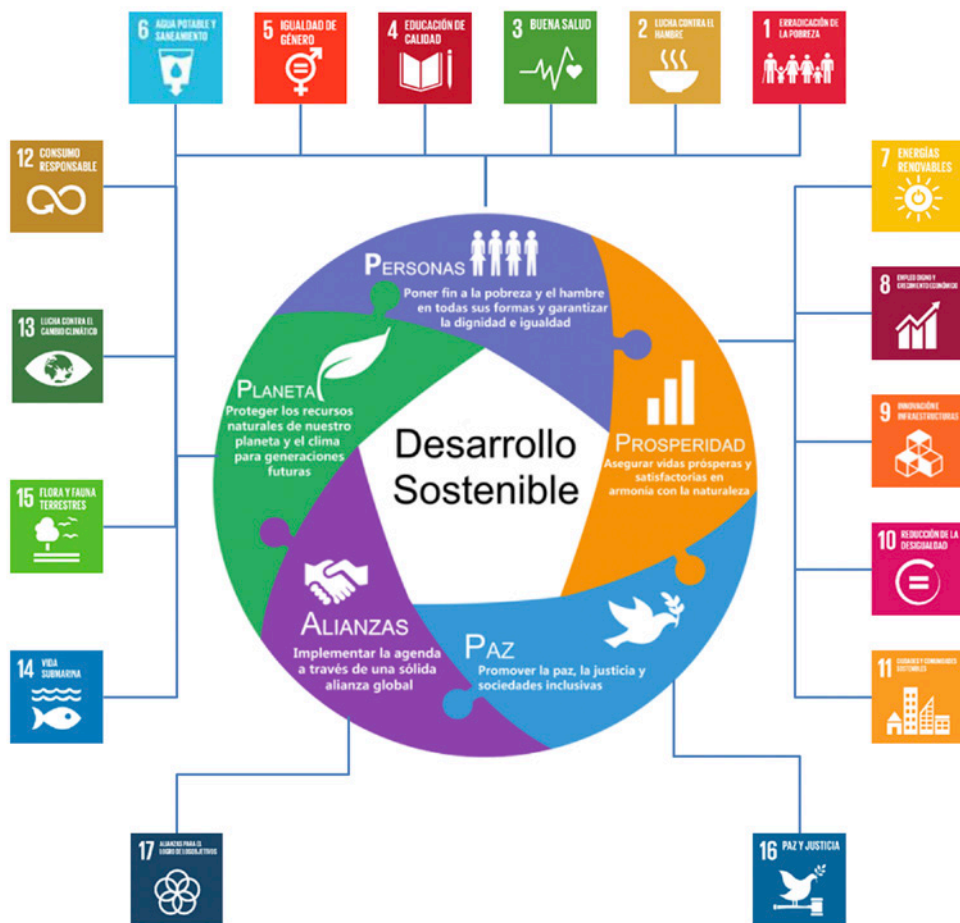 6 AGUA POTABLE Y
SANEAMIENTO
5 IGUALDAD DE
GÉNERO
4 EDUCACIÓN DE
CALIDAD
3 BUENA SALUD
2 LUCHA CONTRA EL
HAMBRE
1 ERRADICACIÓN DE
LA POBREZA
12 CONSUMO
RESPONSABLE
7 ENERGÍAS
RENOVABLES
PERSONAS
Poner fin a la pobreza y el hambre
en todas sus formas y garantizar
la dignidad e igualdad
8 EMPLEO DIGNO Y
CRECIMIENTO ECONÓMICO
13 LUCHA CONTRA EL
CAMBIO CLIMÁTICO
PLANETA
Proteger los recursos
naturales de nuestro
planeta y el clima
para generaciones
futuras
Desarrollo
Sostenible
PROSPERIDAD
Asegurar vidas prósperas y
satisfactorias en
armonía con la naturaleza
9 INNOVACIÓN E
INFRAESTRUCTURAS
15 FLORA Y FAUNA
TERRESTRES
10 REDUCCIÓN DE LA
DESIGUALDAD
ALIANZAS
Implementar la agenda
a través de una sólida
alianza global
PAZ
Promover la paz, la justicia y
sociedades inclusivas
14 VIDA
SUBMARINA
11 CIUDADES Y COMUNIDADES
SOSTENIBLES
17 ALIANZAS PARA EL
LOGRO DE LOS OBJETIVOS
16 PAZ Y JUSTICIA